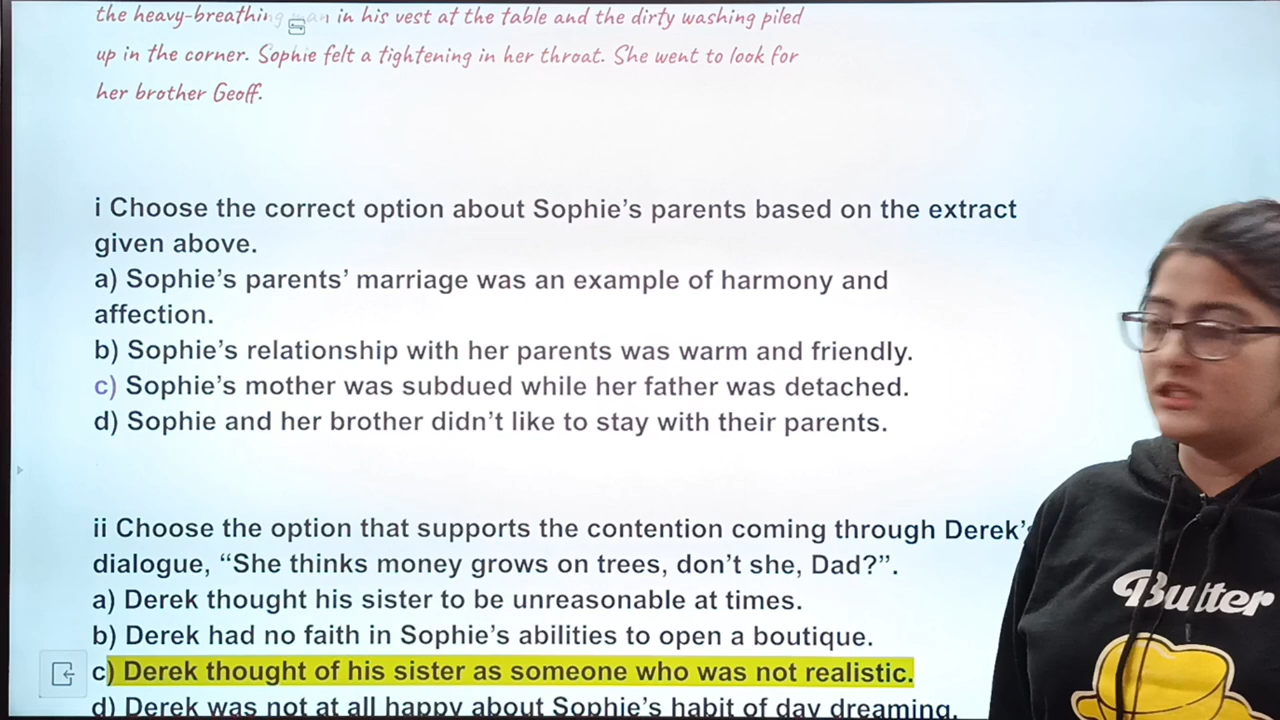 the heavy-breathing man in his vest at the table and the dirty washing piled
up in the corner. Sophie felt a tightening in her throat. She went to look for
her brother Geoff.
i Choose the correct option about Sophie's parents based on the extract
given above.
a) Sophie's parents' marriage was an example of harmony and
affection.
b) Sophie's relationship with her parents was warm and friendly.
c) Sophie's mother was subdued while her father was detached.
d) Sophie and her brother didn't like to stay with their parents.
ii Choose the option that supports the contention coming through Derek's
dialogue, “She thinks money grows on trees, don't she, Dad?”.
a) Derek thought his sister to be unreasonable at times.
b) Derek had no faith in Sophie's abilities to open a boutique.
c) Derek thought of his sister as someone who was not realistic.
d) Derek was not at all happy about Sophie's habit of day dreaming.
Butter